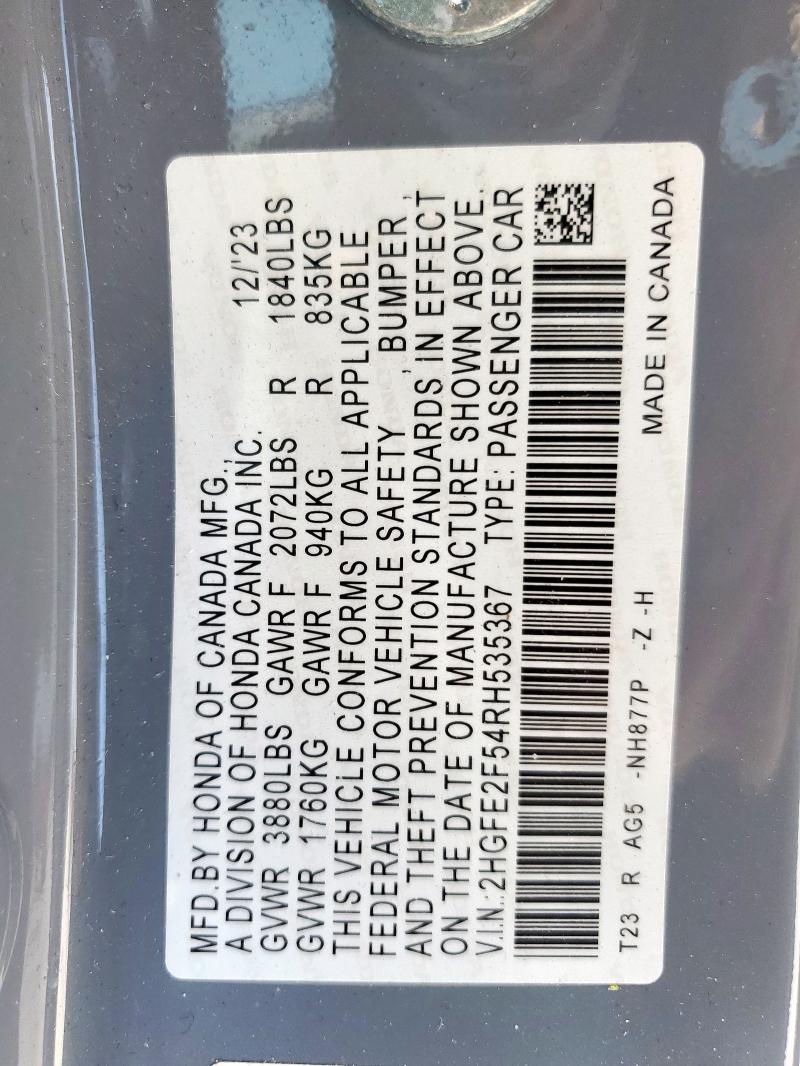 MFD.BY HONDA OF CANADA MFG.,
A DIVISION OF HONDA CANADA INC. 12/'23
GVWR 3880LBS GAWR F 2072LBS R 1840LBS
GVWR 1760KG GAWR F 940KG R 835KG
THIS VEHICLE CONFORMS TO ALL APPLICABLE
FEDERAL MOTOR VEHICLE SAFETY , BUMPER ,
AND THEFT PREVENTION STANDARDS IN EFFECT
ON THE DATE OF MANUFACTURE SHOWN ABOVE.
V.I.N.:2HGFE2F54RH535367 TYPE: PASSENGER CAR
T23 R AG5 -NH877P -Z -H
MADE IN CANADA